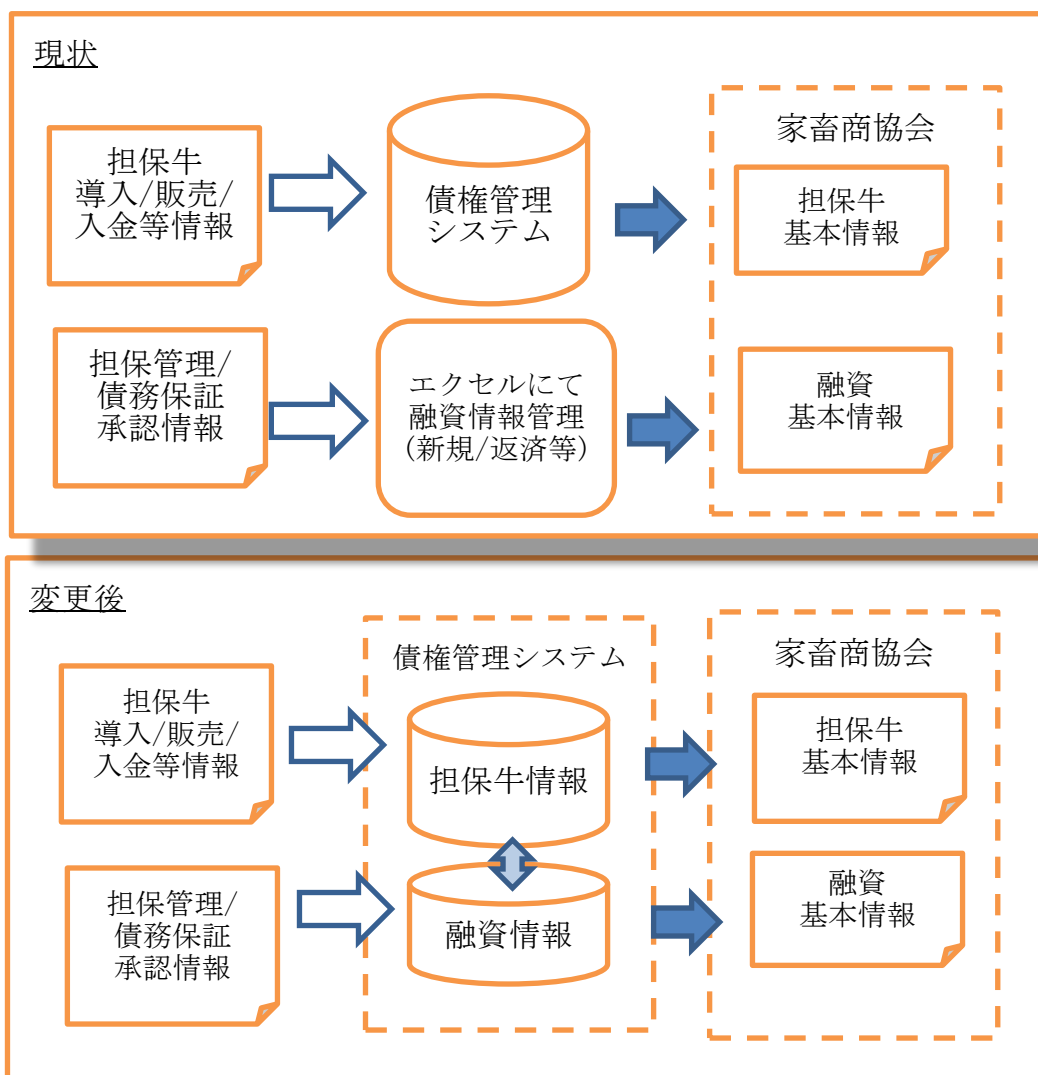 現状
担保牛
導入/販売/
入金等情報
債権管理
システム
家畜商協会
担保牛
基本情報
担保管理/
債務保証
承認情報
エクセルにて
融資情報管理
(新規/返済等)
融資
基本情報
変更後
担保牛
導入/販売/
入金等情報
債権管理システム
担保牛情報
家畜商協会
担保牛
基本情報
担保管理/
債務保証
承認情報
融資情報
融資
基本情報